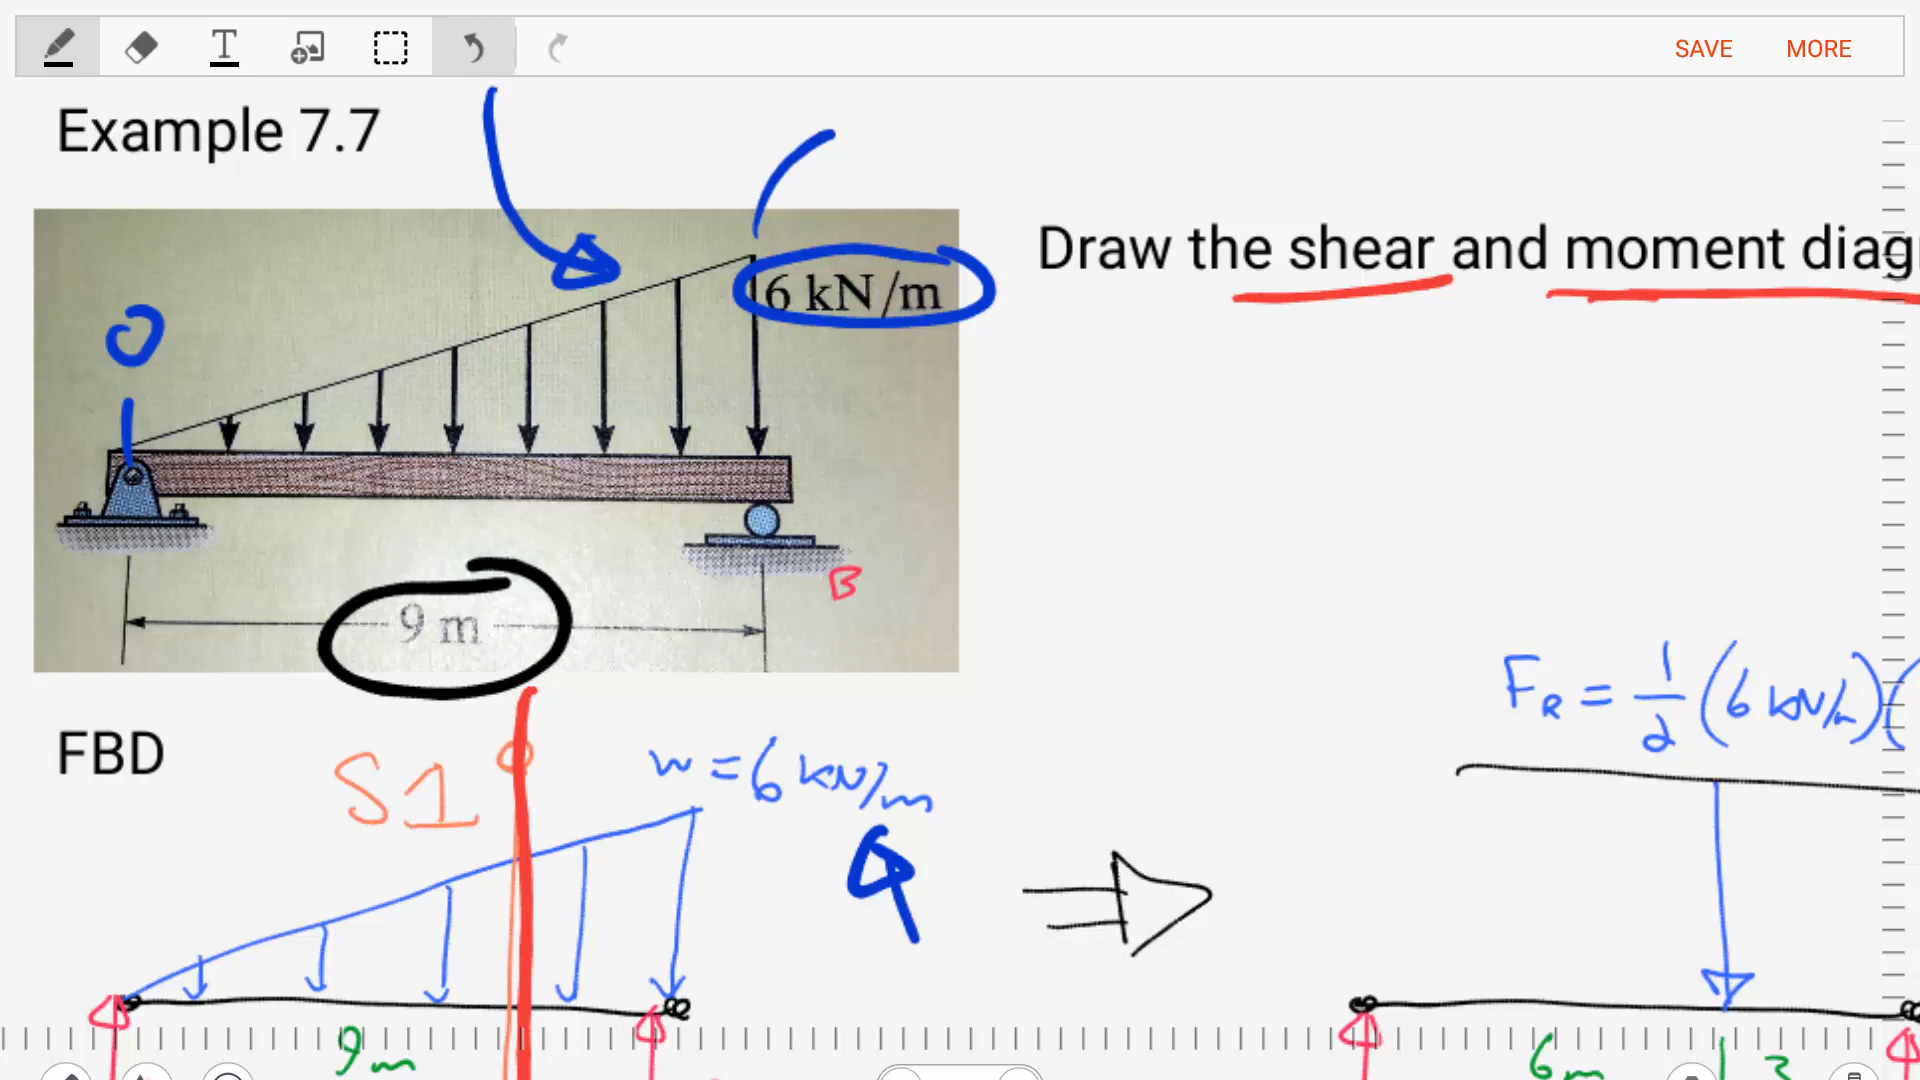 T SAVE MORE
Example 7.7
Draw the shear and moment diag
O
6 kN/m
B
9 m
FBD
S1
w = 6 kN/m
F_R = 1/2 (6 kN/m)(
9m
6m
3